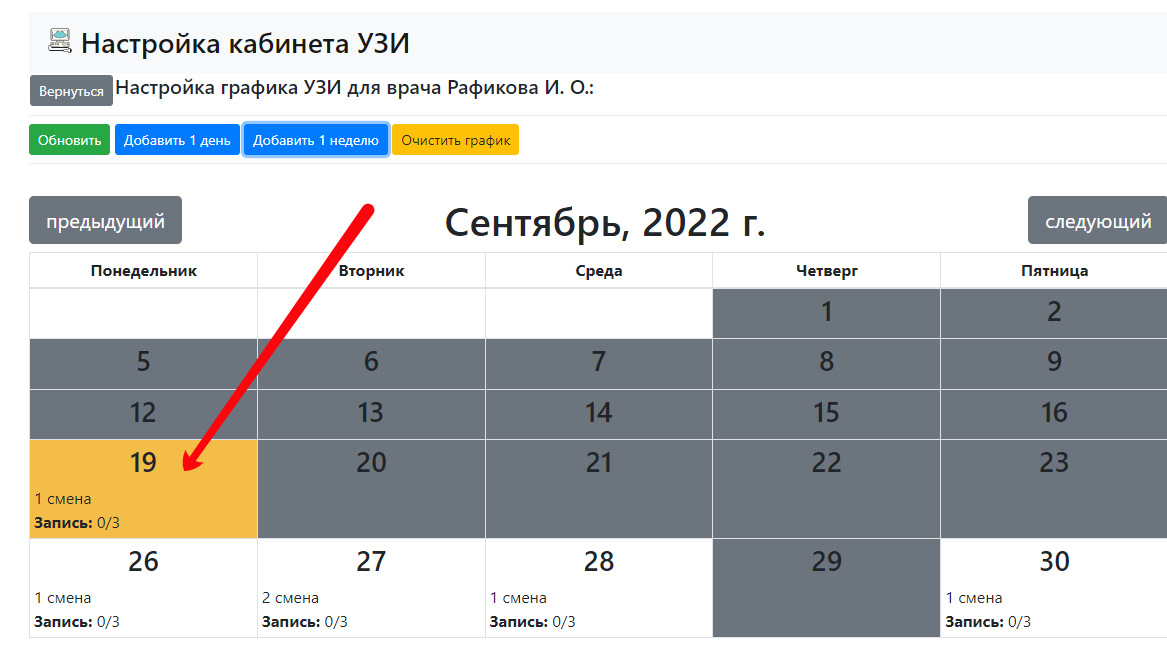 Настройка кабинета УЗИ
Вернуться Настройка графика УЗИ для врача Рафикова И. О.:
Обновить Добавить 1 день Добавить 1 неделю Очистить график
предыдущий Сентябрь, 2022 г. следующий
Понедельник Вторник Среда Четверг Пятница
1 2
5 6 7 8 9
12 13 14 15 16
19 20 21 22 23
1 смена
Запись: 0/3
26 27 28 29 30
1 смена 2 смена 1 смена 1 смена
Запись: 0/3 Запись: 0/3 Запись: 0/3 Запись: 0/3